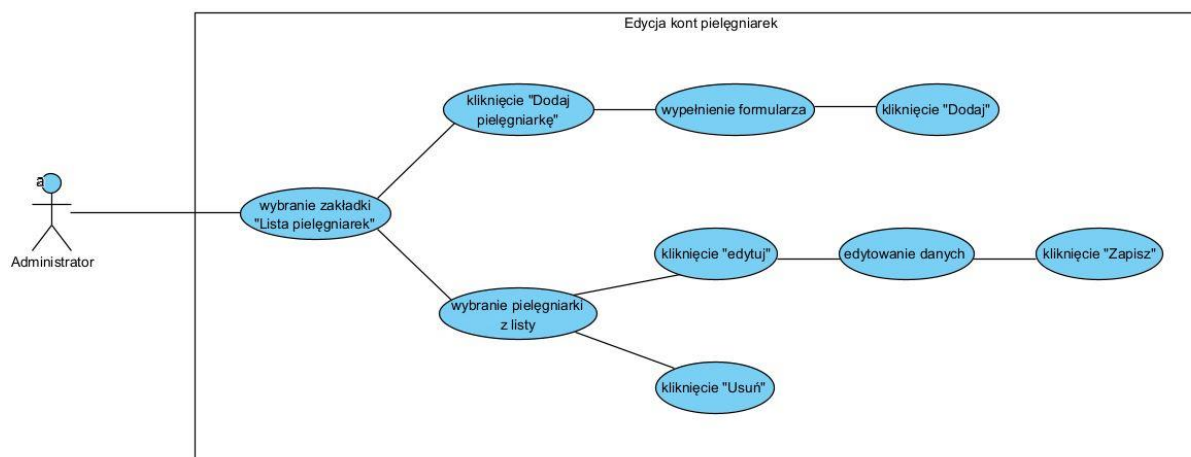 Edycja kont pielęgniarek
kliknięcie "Dodaj
pielęgniarkę"
wypełnienie formularza
kliknięcie "Dodaj"
a
Administrator
wybranie zakładki
"Lista pielęgniarek"
kliknięcie "edytuj"
edytowanie danych
kliknięcie "Zapisz"
wybranie pielęgniarki
z listy
kliknięcie "Usuń"